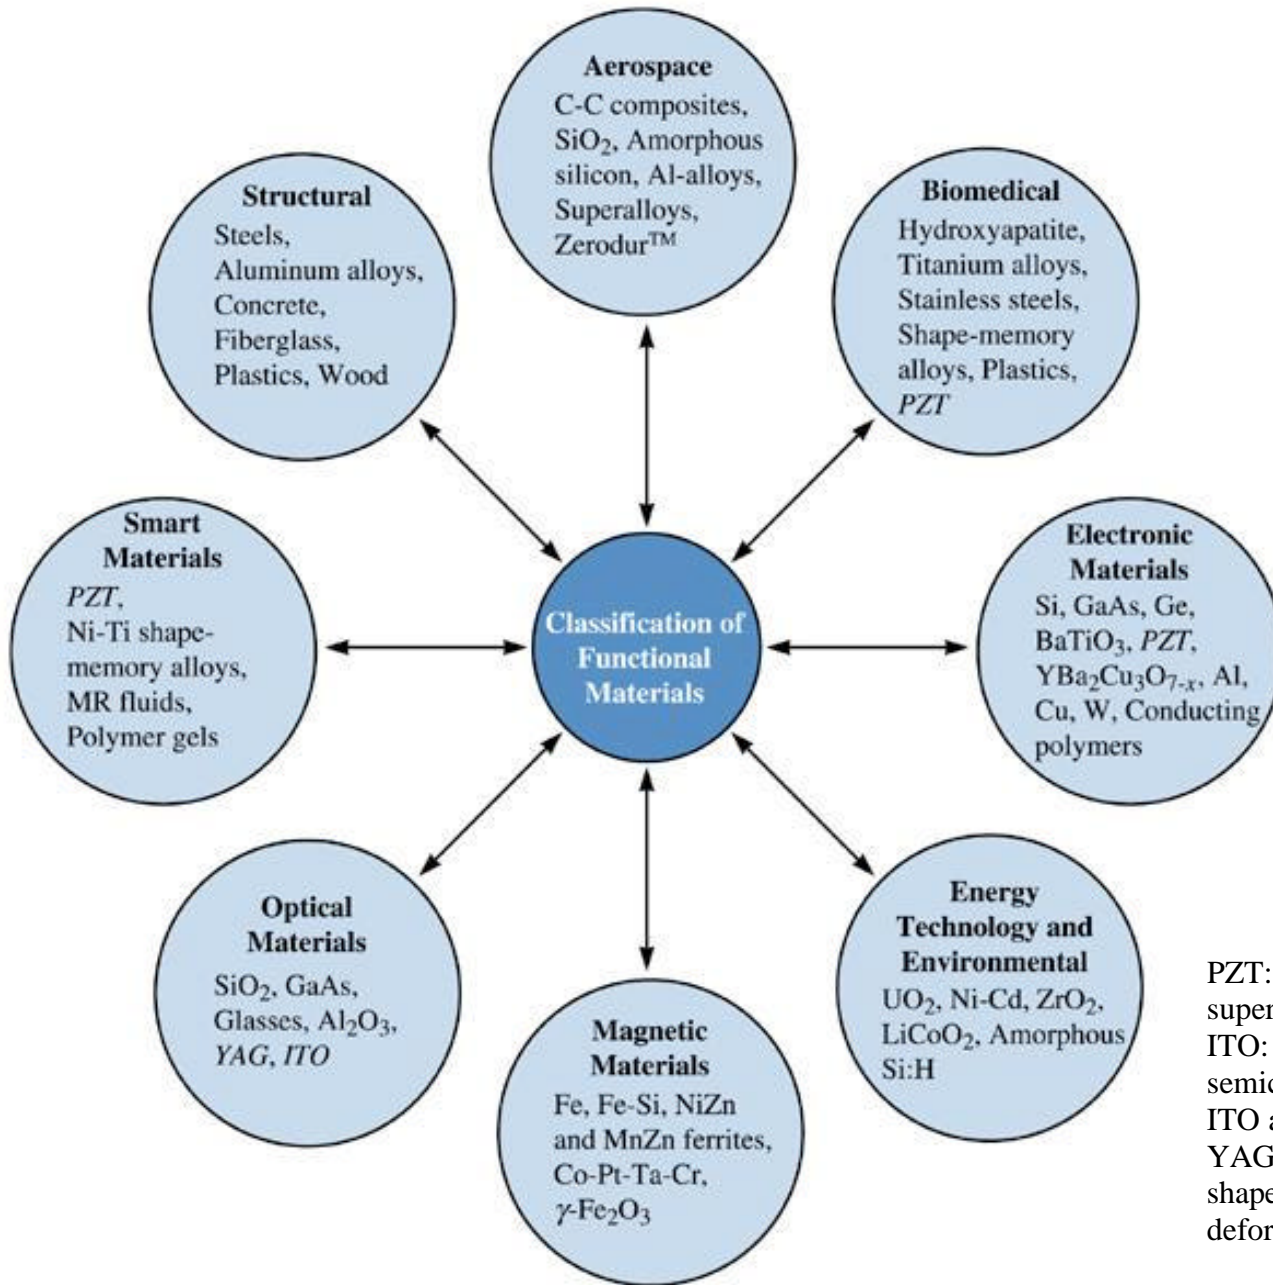 Aerospace
C-C composites,
SiO₂, Amorphous
silicon, Al-alloys,
Superalloys,
Zerodur™
Structural
Steels,
Aluminum alloys,
Concrete,
Fiberglass,
Plastics, Wood
Biomedical
Hydroxyapatite,
Titanium alloys,
Stainless steels,
Shape-memory
alloys, Plastics,
PZT
Smart
Materials
PZT,
Ni-Ti shape-
memory alloys,
MR fluids,
Polymer gels
Classification of
Functional
Materials
Electronic
Materials
Si, GaAs, Ge,
BaTiO₃, PZT,
YBa₂Cu₃O₇₋ₓ, Al,
Cu, W, Conducting
polymers
Optical
Materials
SiO₂, GaAs,
Glasses, Al₂O₃,
YAG, ITO
Magnetic
Materials
Fe, Fe-Si, NiZn
and MnZn ferrites,
Co-Pt-Ta-Cr,
γ-Fe₂O₃
Energy
Technology and
Environmental
UO₂, Ni-Cd, ZrO₂,
LiCoO₂, Amorphous
Si:H
PZT:
super
ITO:
semic
ITO a
YAG
shape
defor